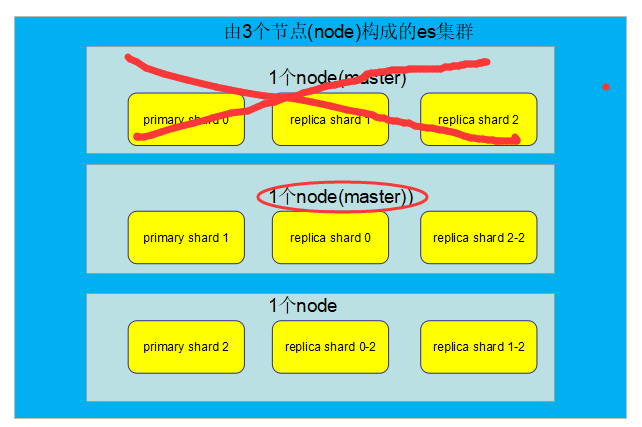 由3个节点(node)构成的es集群
1个node(master)
primary shard 0
replica shard 1
replica shard 2
1个node(master))
primary shard 1
replica shard 0
replica shard 2-2
1个node
primary shard 2
replica shard 0-2
replica shard 1-2